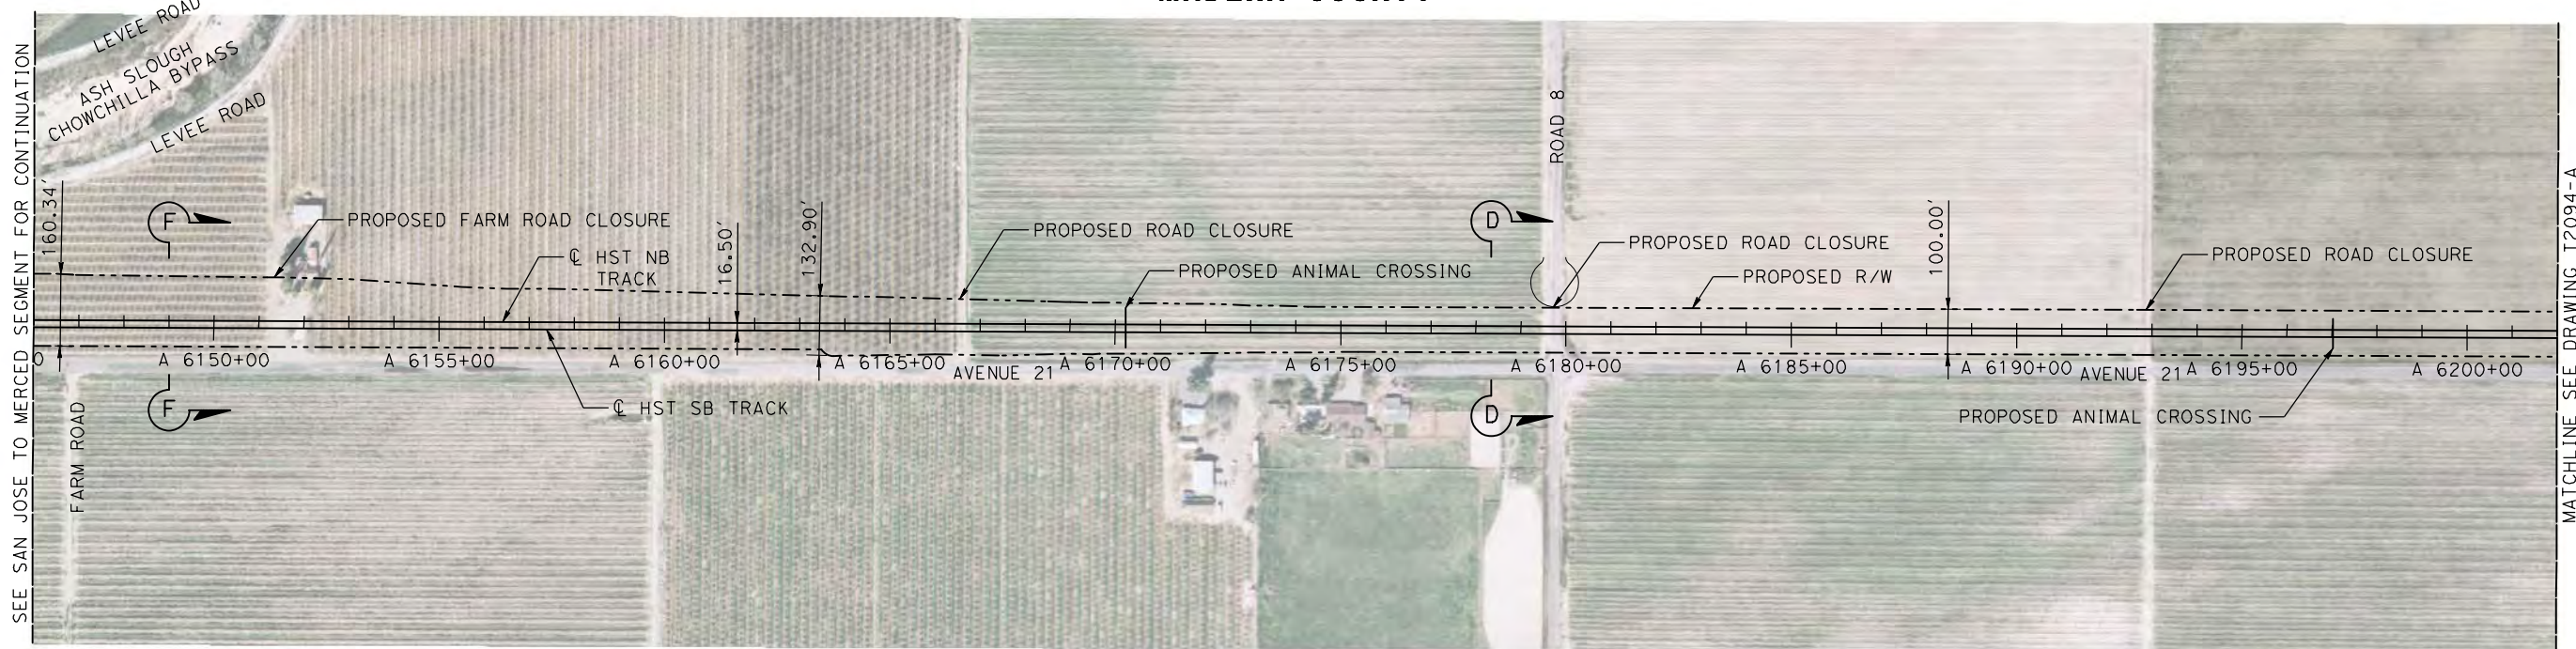 LEVEE ROAD
ASH SLOUGH
CHOWCHILLA BYPASS
LEVEE ROAD
SEE SAN JOSE TO MERCED SEGMENT FOR CONTINUATION
160.34'
F
PROPOSED FARM ROAD CLOSURE
℄ HST NB
TRACK
16.50'
132.90'
PROPOSED ROAD CLOSURE
PROPOSED ANIMAL CROSSING
D
ROAD 8
PROPOSED ROAD CLOSURE
PROPOSED R/W
100.00'
PROPOSED ROAD CLOSURE
MATCHLINE SEE DRAWING T2094-A
0
A 6150+00
A 6155+00
A 6160+00
A 6165+00
AVENUE 21
A 6170+00
A 6175+00
A 6180+00
A 6185+00
A 6190+00
AVENUE 21
A 6195+00
A 6200+00
FARM ROAD
F
℄ HST SB TRACK
D
PROPOSED ANIMAL CROSSING